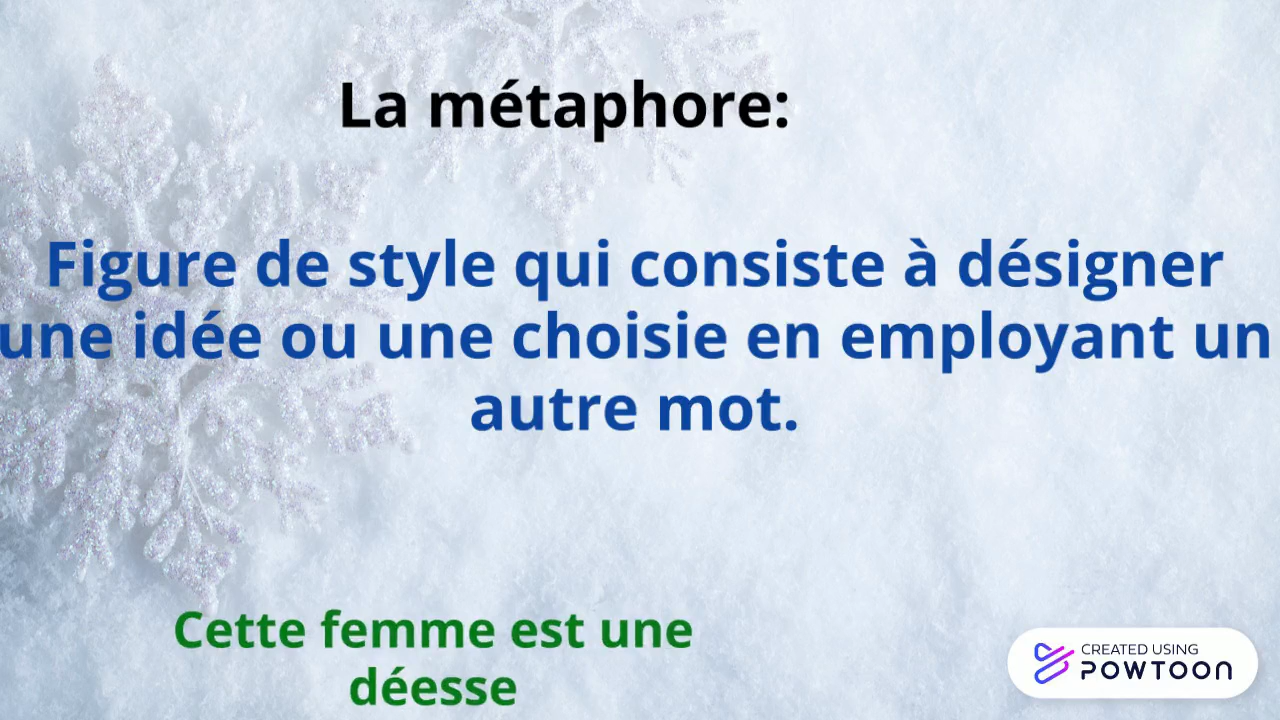 La métaphore:
Figure de style qui consiste à désigner
une idée ou une choisie en employant un
autre mot.
Cette femme est une
déesse
CREATED USING
POWTOON